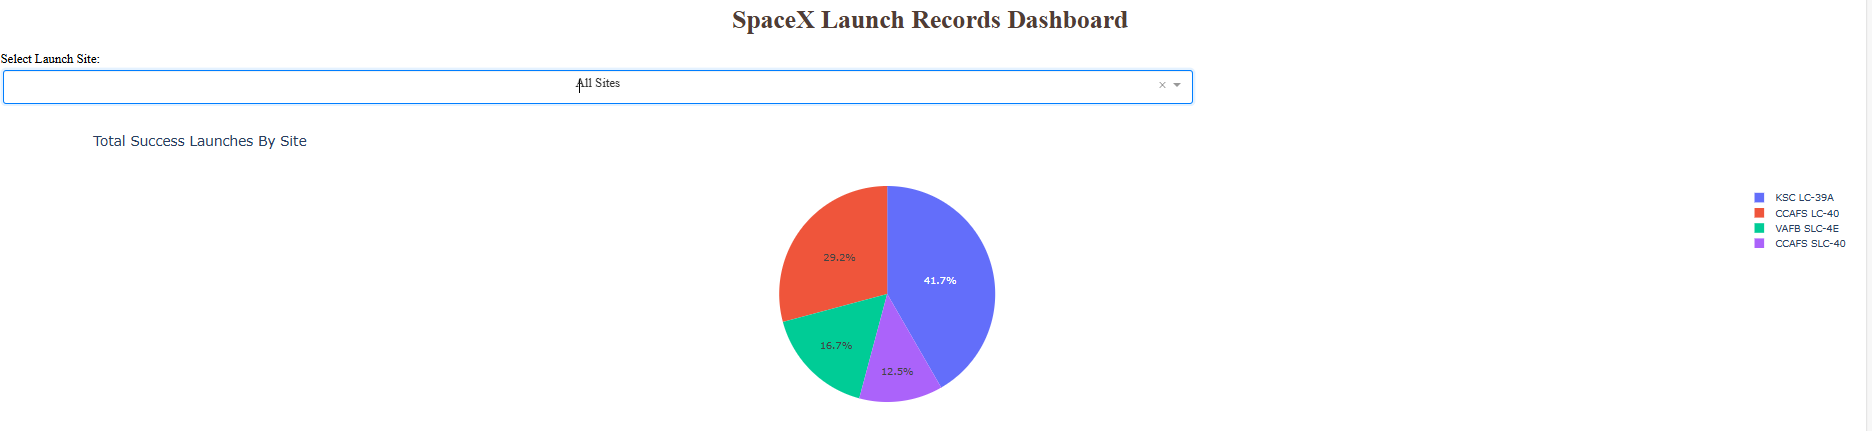 SpaceX Launch Records Dashboard
Select Launch Site:
All Sites
Total Success Launches By Site
KSC LC-39A
CCAFS LC-40
VAFB SLC-4E
CCAFS SLC-40
29.2%
41.7%
16.7%
12.5%